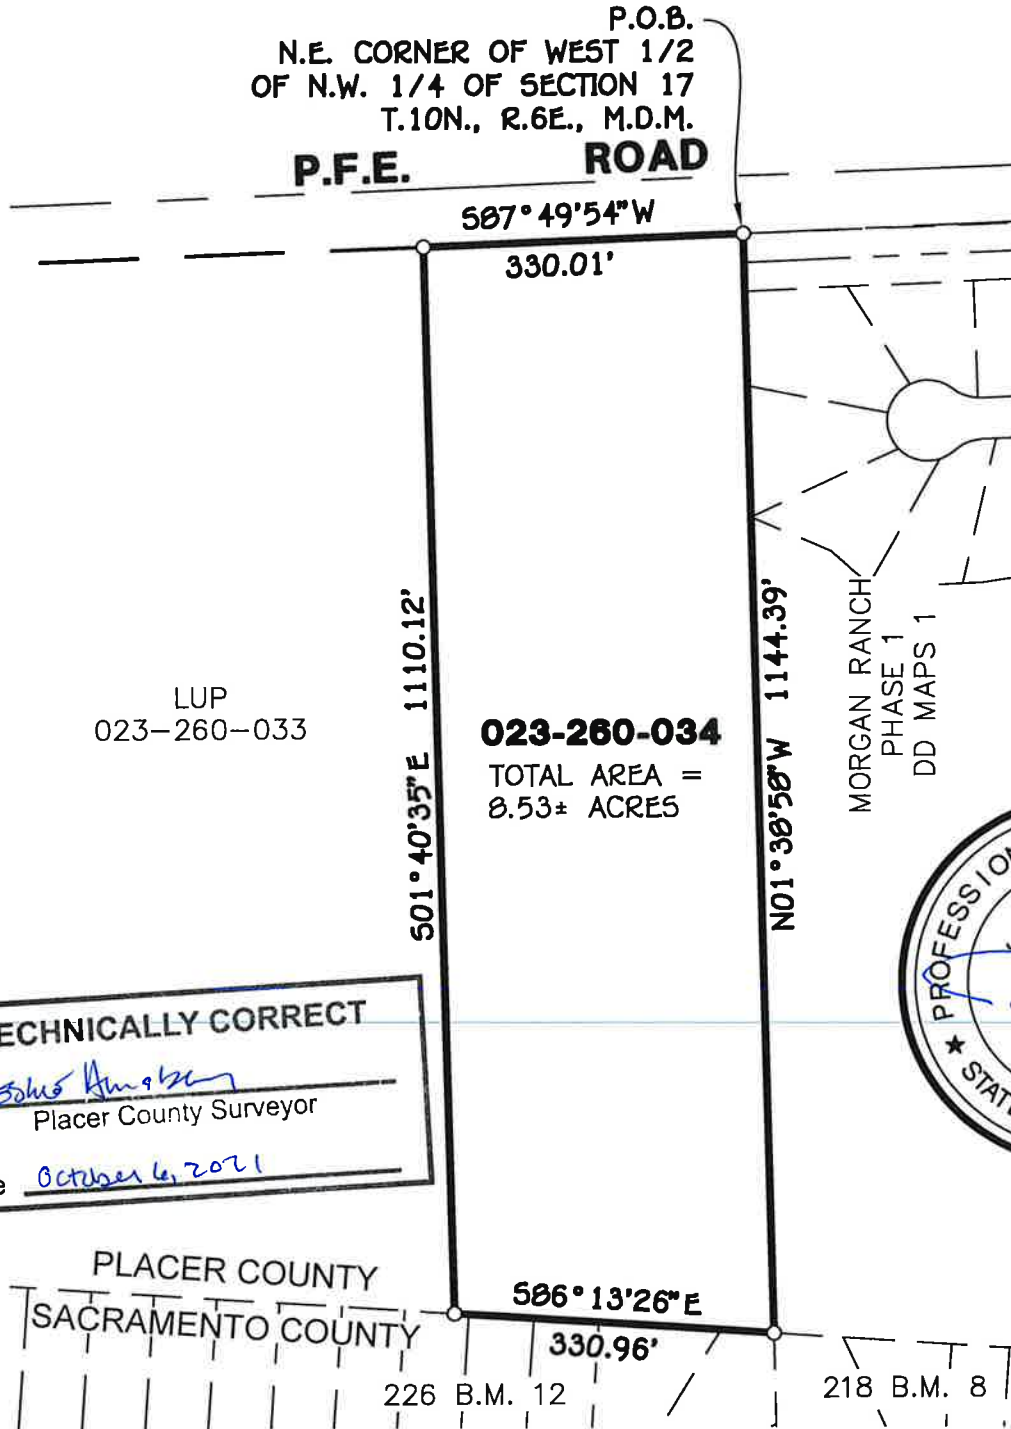 P.O.B.
N.E. CORNER OF WEST 1/2
OF N.W. 1/4 OF SECTION 17
T.10N., R.6E., M.D.M.
P.F.E. ROAD
S87°49'54"W
330.01'
S01°40'35"E 1110.12'
N01°38'58"W 1144.39'
LUP
023-260-033
023-260-034
TOTAL AREA =
8.53± ACRES
MORGAN RANCH
PHASE 1
DD MAPS 1
PROFESSION
★ STAT
ECHNICALLY CORRECT
Placer County Surveyor
e October 6, 2021
PLACER COUNTY
SACRAMENTO COUNTY
S86°13'26"E
330.96'
226 B.M. 12
218 B.M. 8